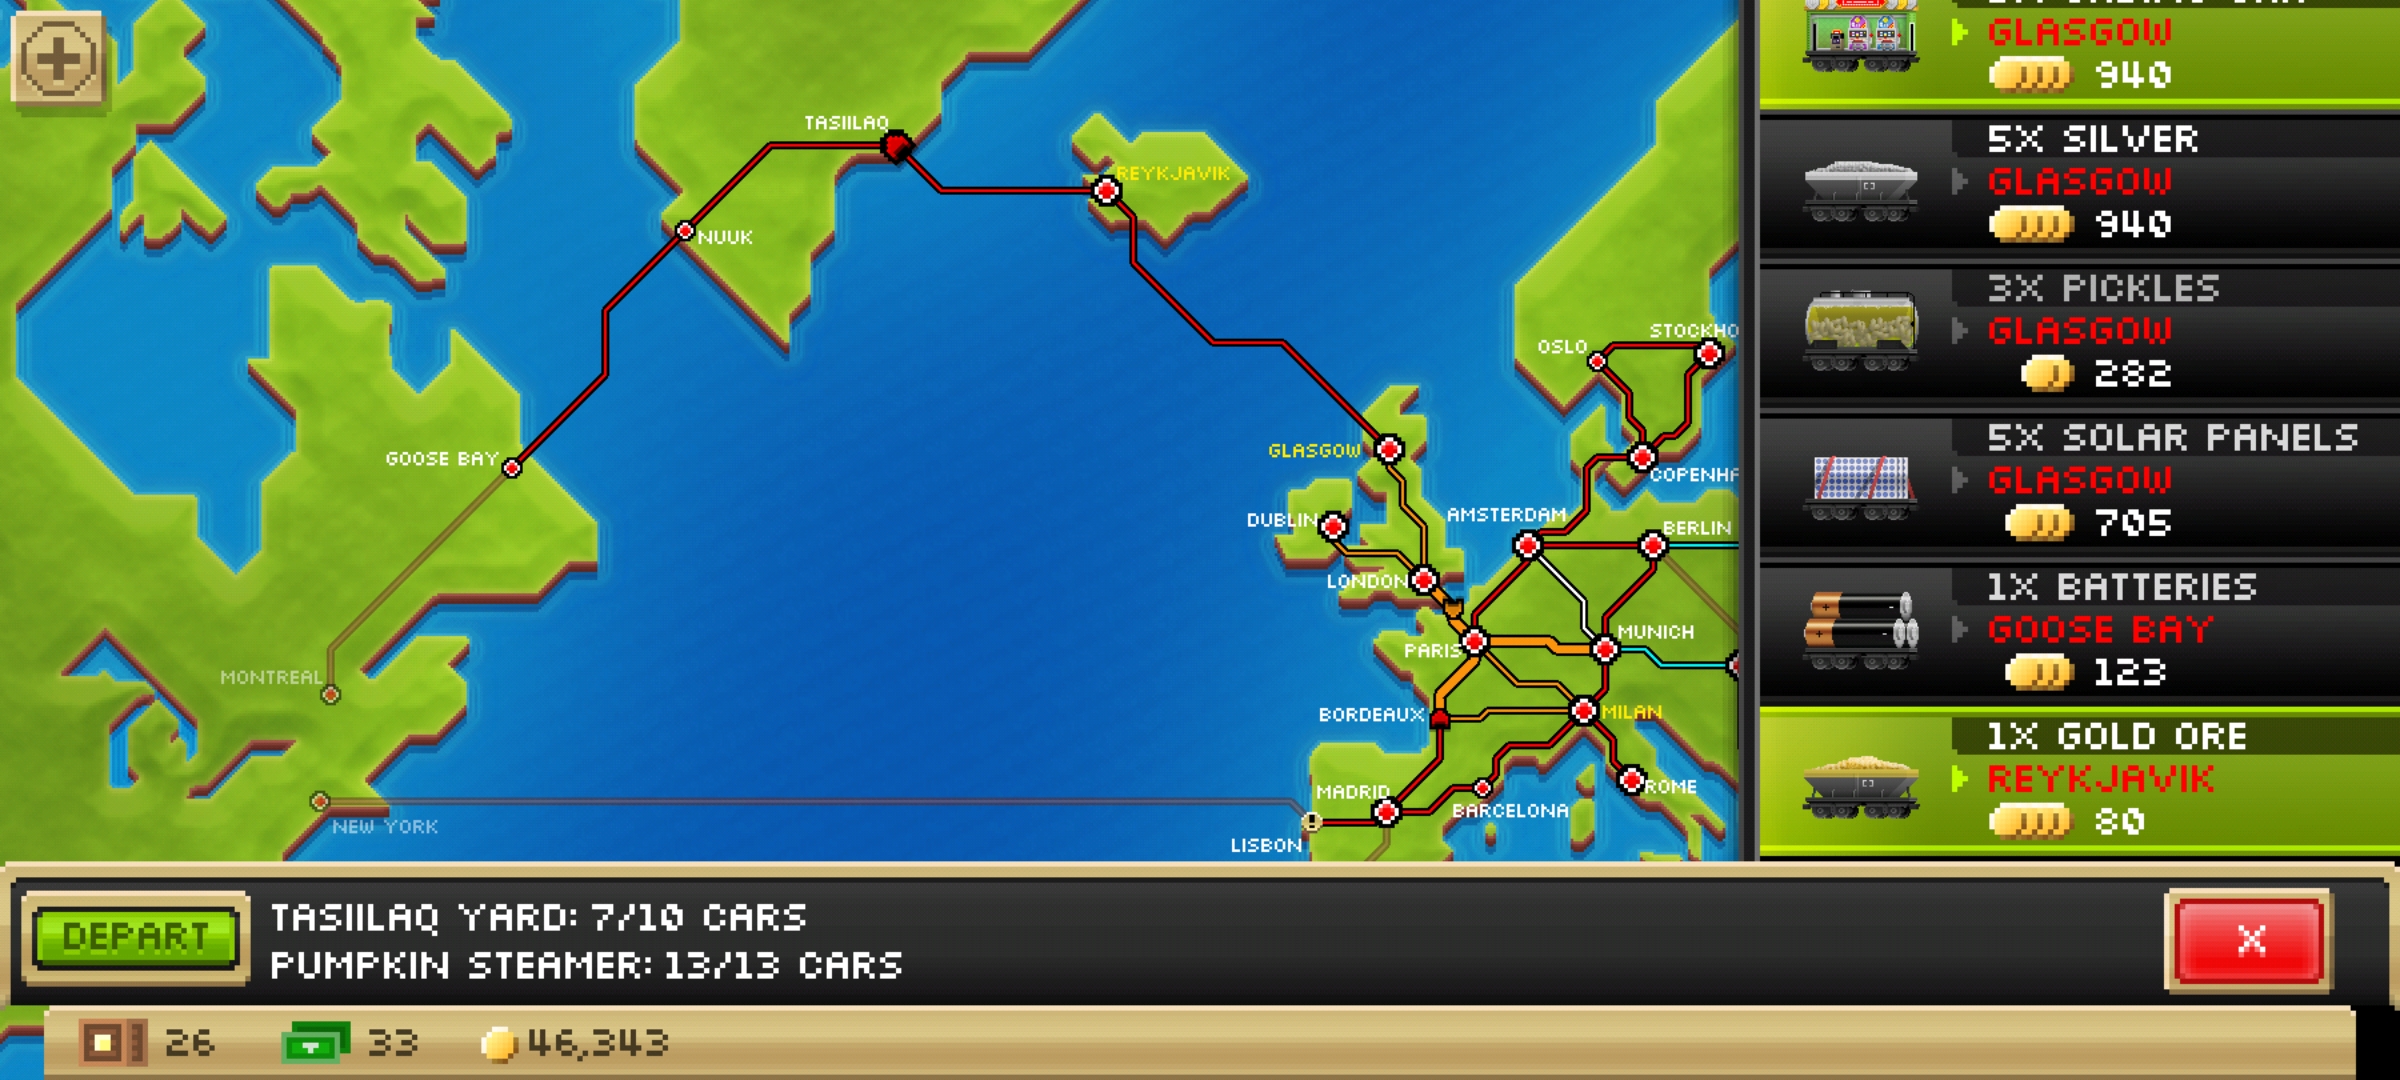 TASIILAQ
REYKJAVIK
NUUK
GOOSE BAY
MONTREAL
NEW YORK
GLASGOW
DUBLIN
LONDON
AMSTERDAM
OSLO
STOCKHO
COPENHA
BERLIN
PARIS
MUNICH
BORDEAUX
MILAN
MADRID
BARCELONA
ROME
LISBON
GLASGOW
940
5X SILVER
GLASGOW
940
3X PICKLES
GLASGOW
282
5X SOLAR PANELS
GLASGOW
705
1X BATTERIES
GOOSE BAY
123
1X GOLD ORE
REYKJAVIK
80
DEPART
TASIILAQ YARD: 7/10 CARS
PUMPKIN STEAMER: 13/13 CARS
X
26
33
46,343